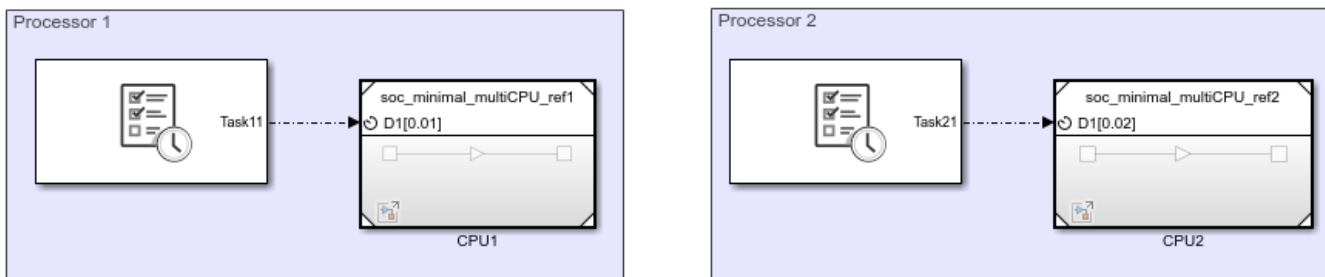 Processor 1
Task11
soc_minimal_multiCPU_ref1
D1[0.01]
CPU1
Processor 2
Task21
soc_minimal_multiCPU_ref2
D1[0.02]
CPU2